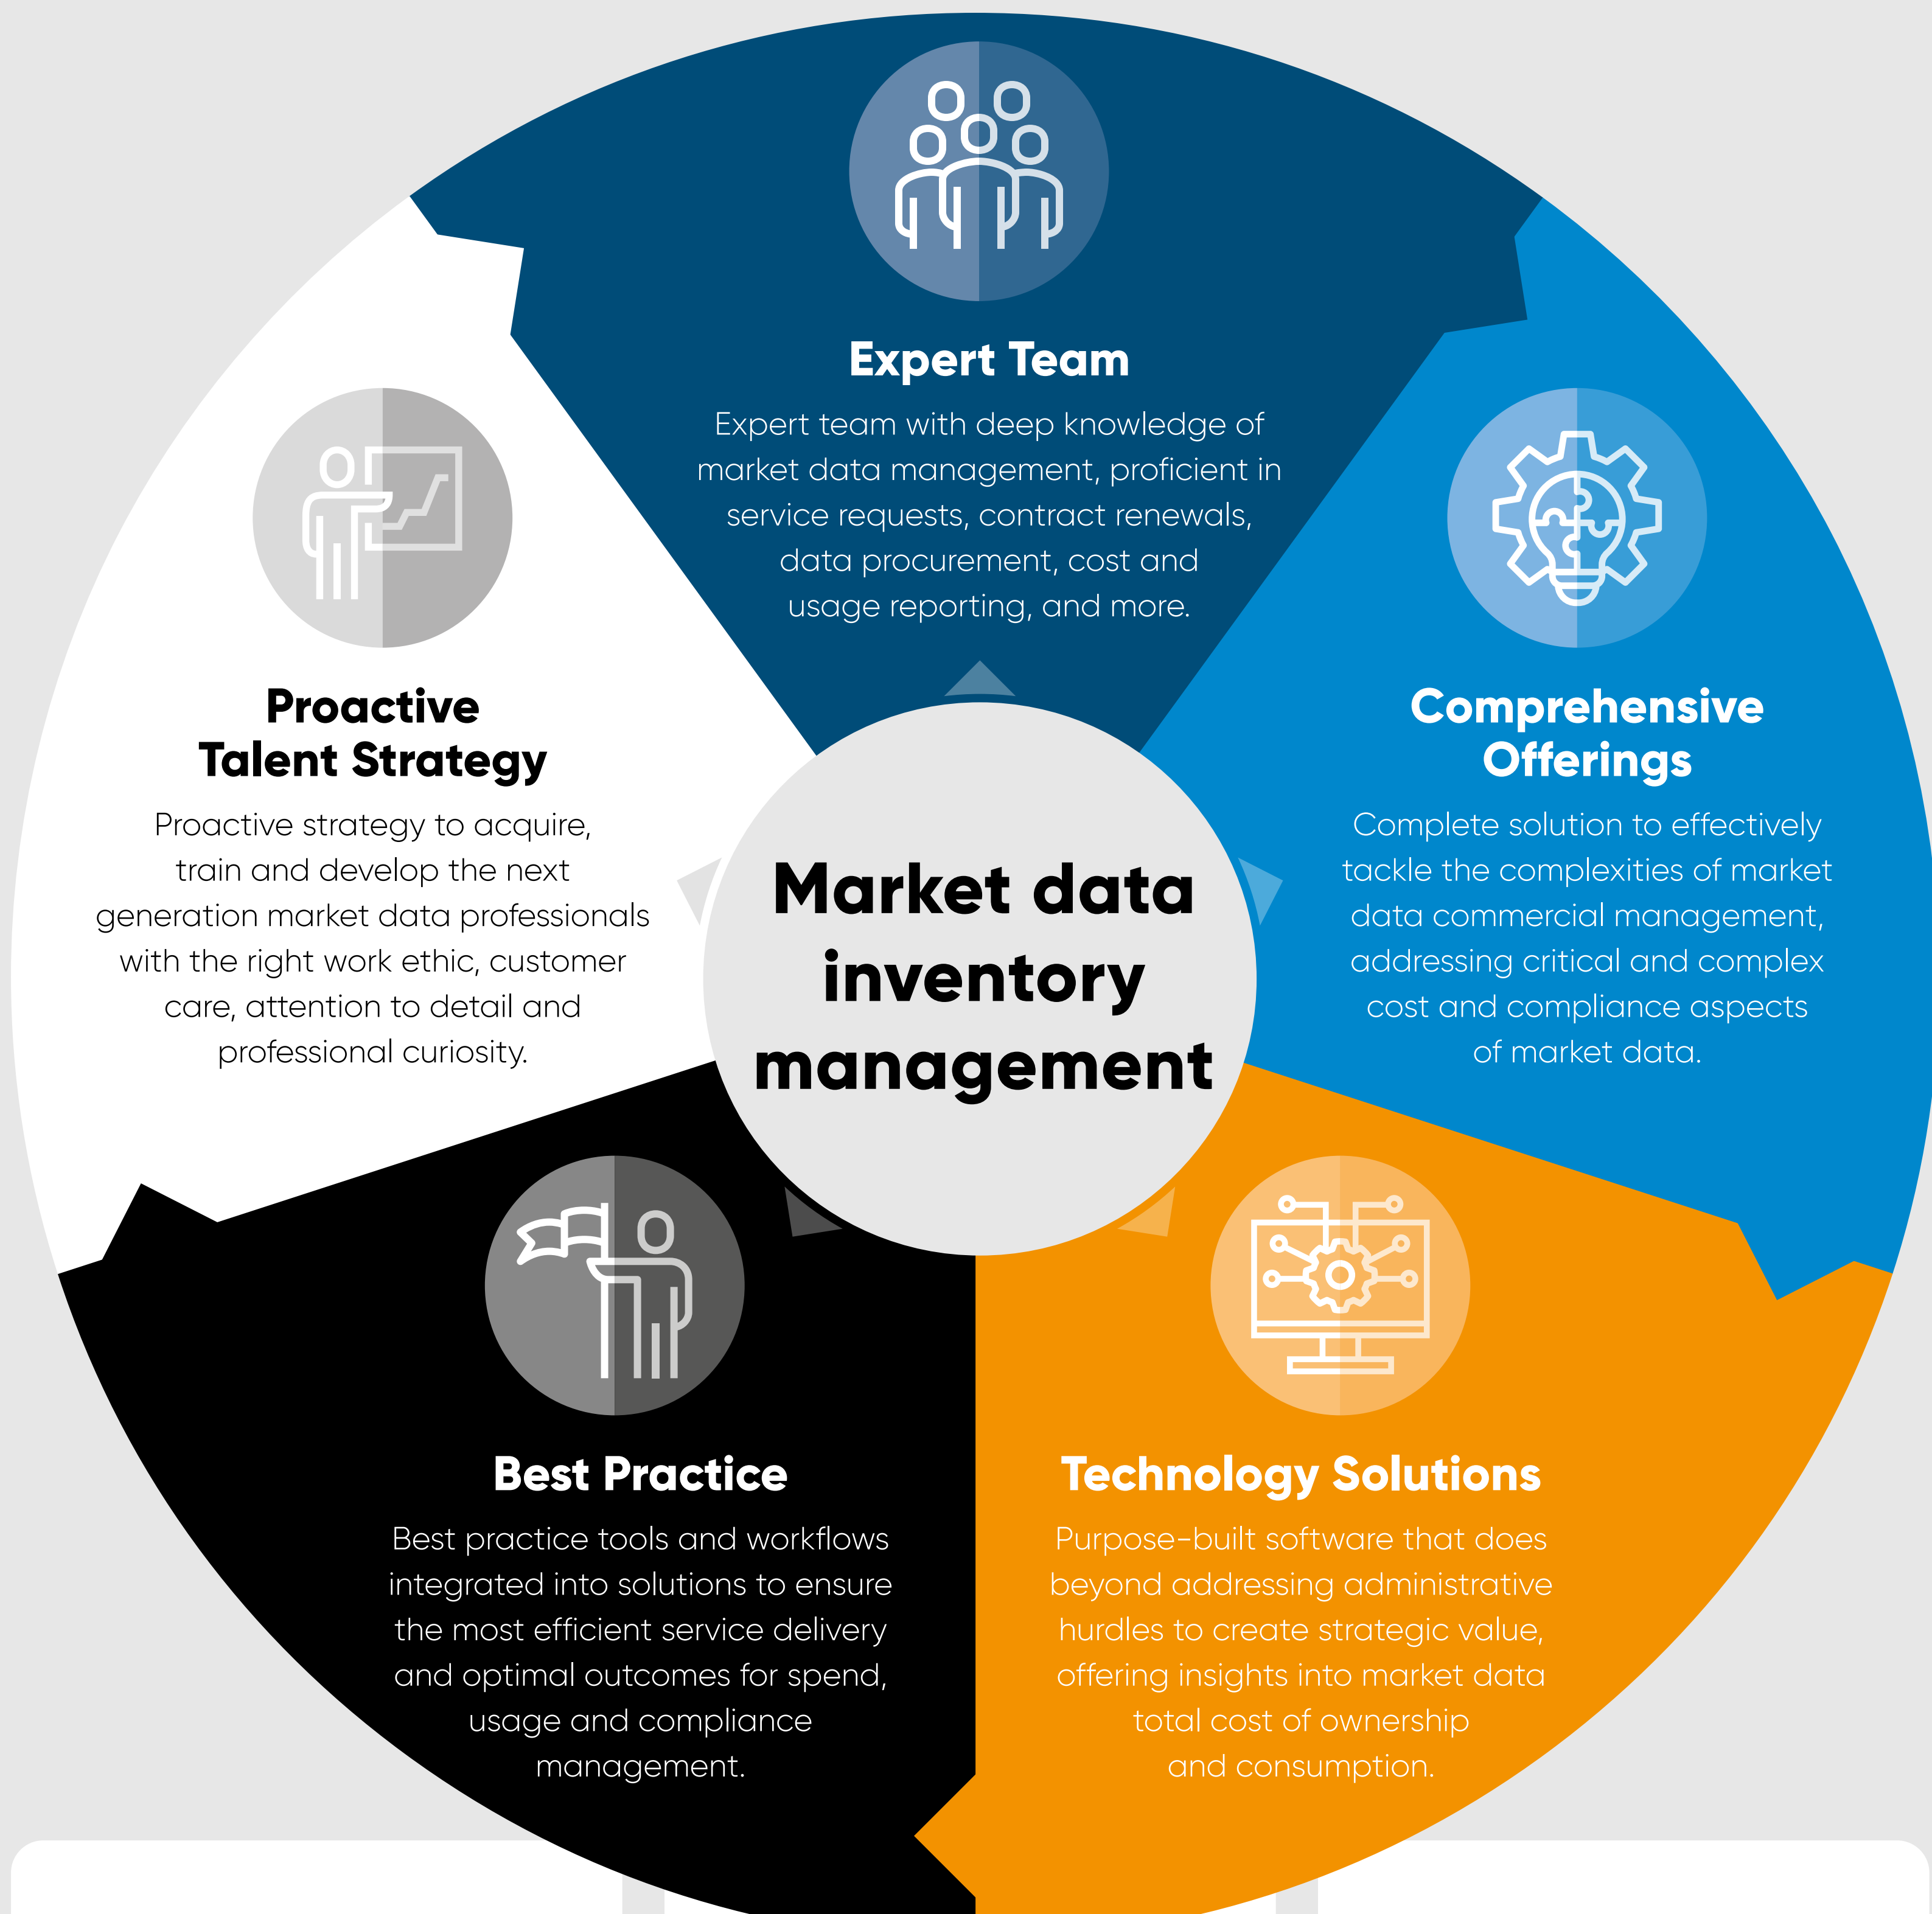 Expert Team
Expert team with deep knowledge of
market data management, proficient in
service requests, contract renewals,
data procurement, cost and
usage reporting, and more.
Comprehensive
Offerings
Complete solution to effectively
tackle the complexities of market
data commercial management,
addressing critical and complex
cost and compliance aspects
of market data.
Technology Solutions
Purpose-built software that does
beyond addressing administrative
hurdles to create strategic value,
offering insights into market data
total cost of ownership
and consumption.
Best Practice
Best practice tools and workflows
integrated into solutions to ensure
the most efficient service delivery
and optimal outcomes for spend,
usage and compliance
management.
Proactive
Talent Strategy
Proactive strategy to acquire,
train and develop the next
generation market data professionals
with the right work ethic, customer
care, attention to detail and
professional curiosity.
Market data
inventory
management